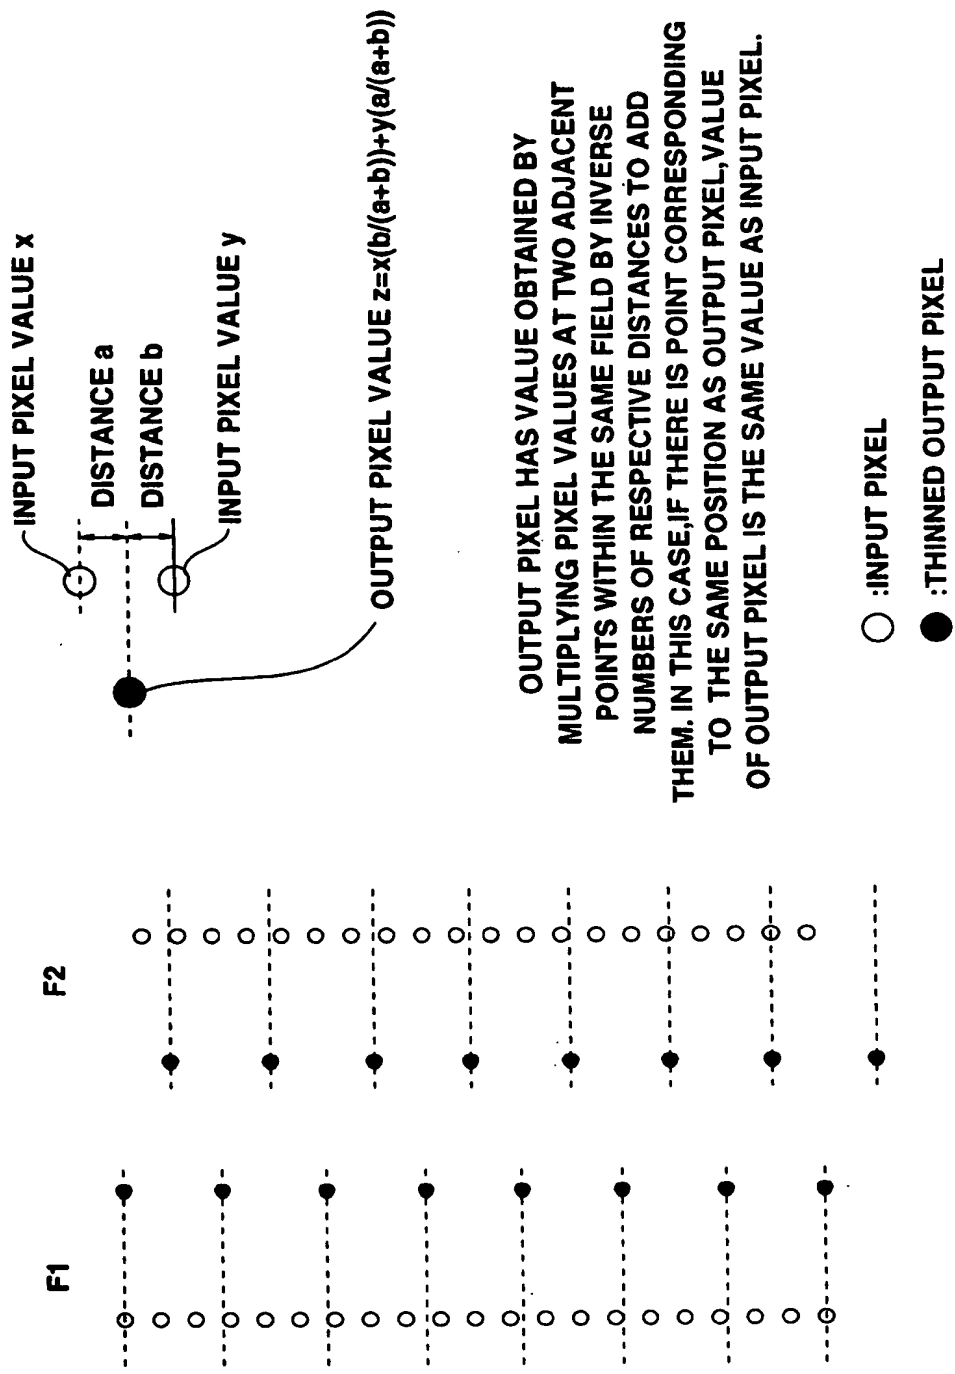 F1
F2
INPUT PIXEL VALUE x
DISTANCE a
DISTANCE b
INPUT PIXEL VALUE y
OUTPUT PIXEL VALUE z=x(b/(a+b))+y(a/(a+b))
OUTPUT PIXEL HAS VALUE OBTAINED BY
MULTIPLYING PIXEL VALUES AT TWO ADJACENT
POINTS WITHIN THE SAME FIELD BY INVERSE
NUMBERS OF RESPECTIVE DISTANCES TO ADD
THEM. IN THIS CASE,IF THERE IS POINT CORRESPONDING
TO THE SAME POSITION AS OUTPUT PIXEL,VALUE
OF OUTPUT PIXEL IS THE SAME VALUE AS INPUT PIXEL.
:INPUT PIXEL
:THINNED OUTPUT PIXEL